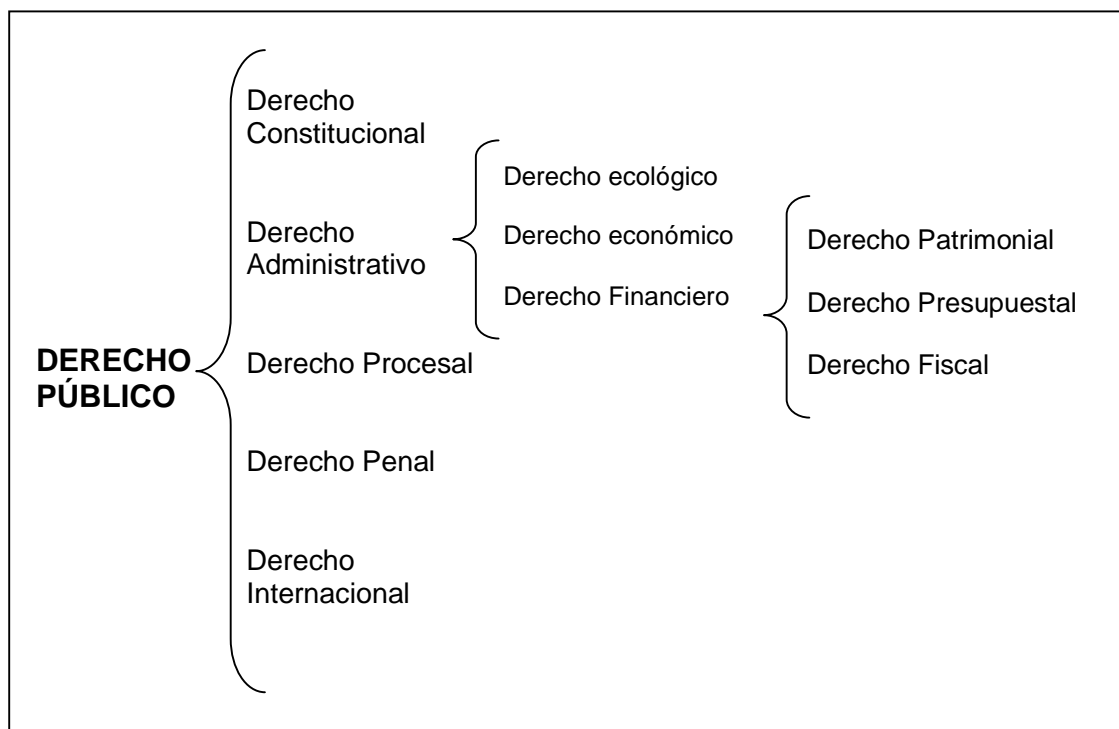 DERECHO
PÚBLICO
Derecho
Constitucional
Derecho
Administrativo
Derecho Procesal
Derecho Penal
Derecho
Internacional
Derecho ecológico
Derecho económico
Derecho Financiero
Derecho Patrimonial
Derecho Presupuestal
Derecho Fiscal